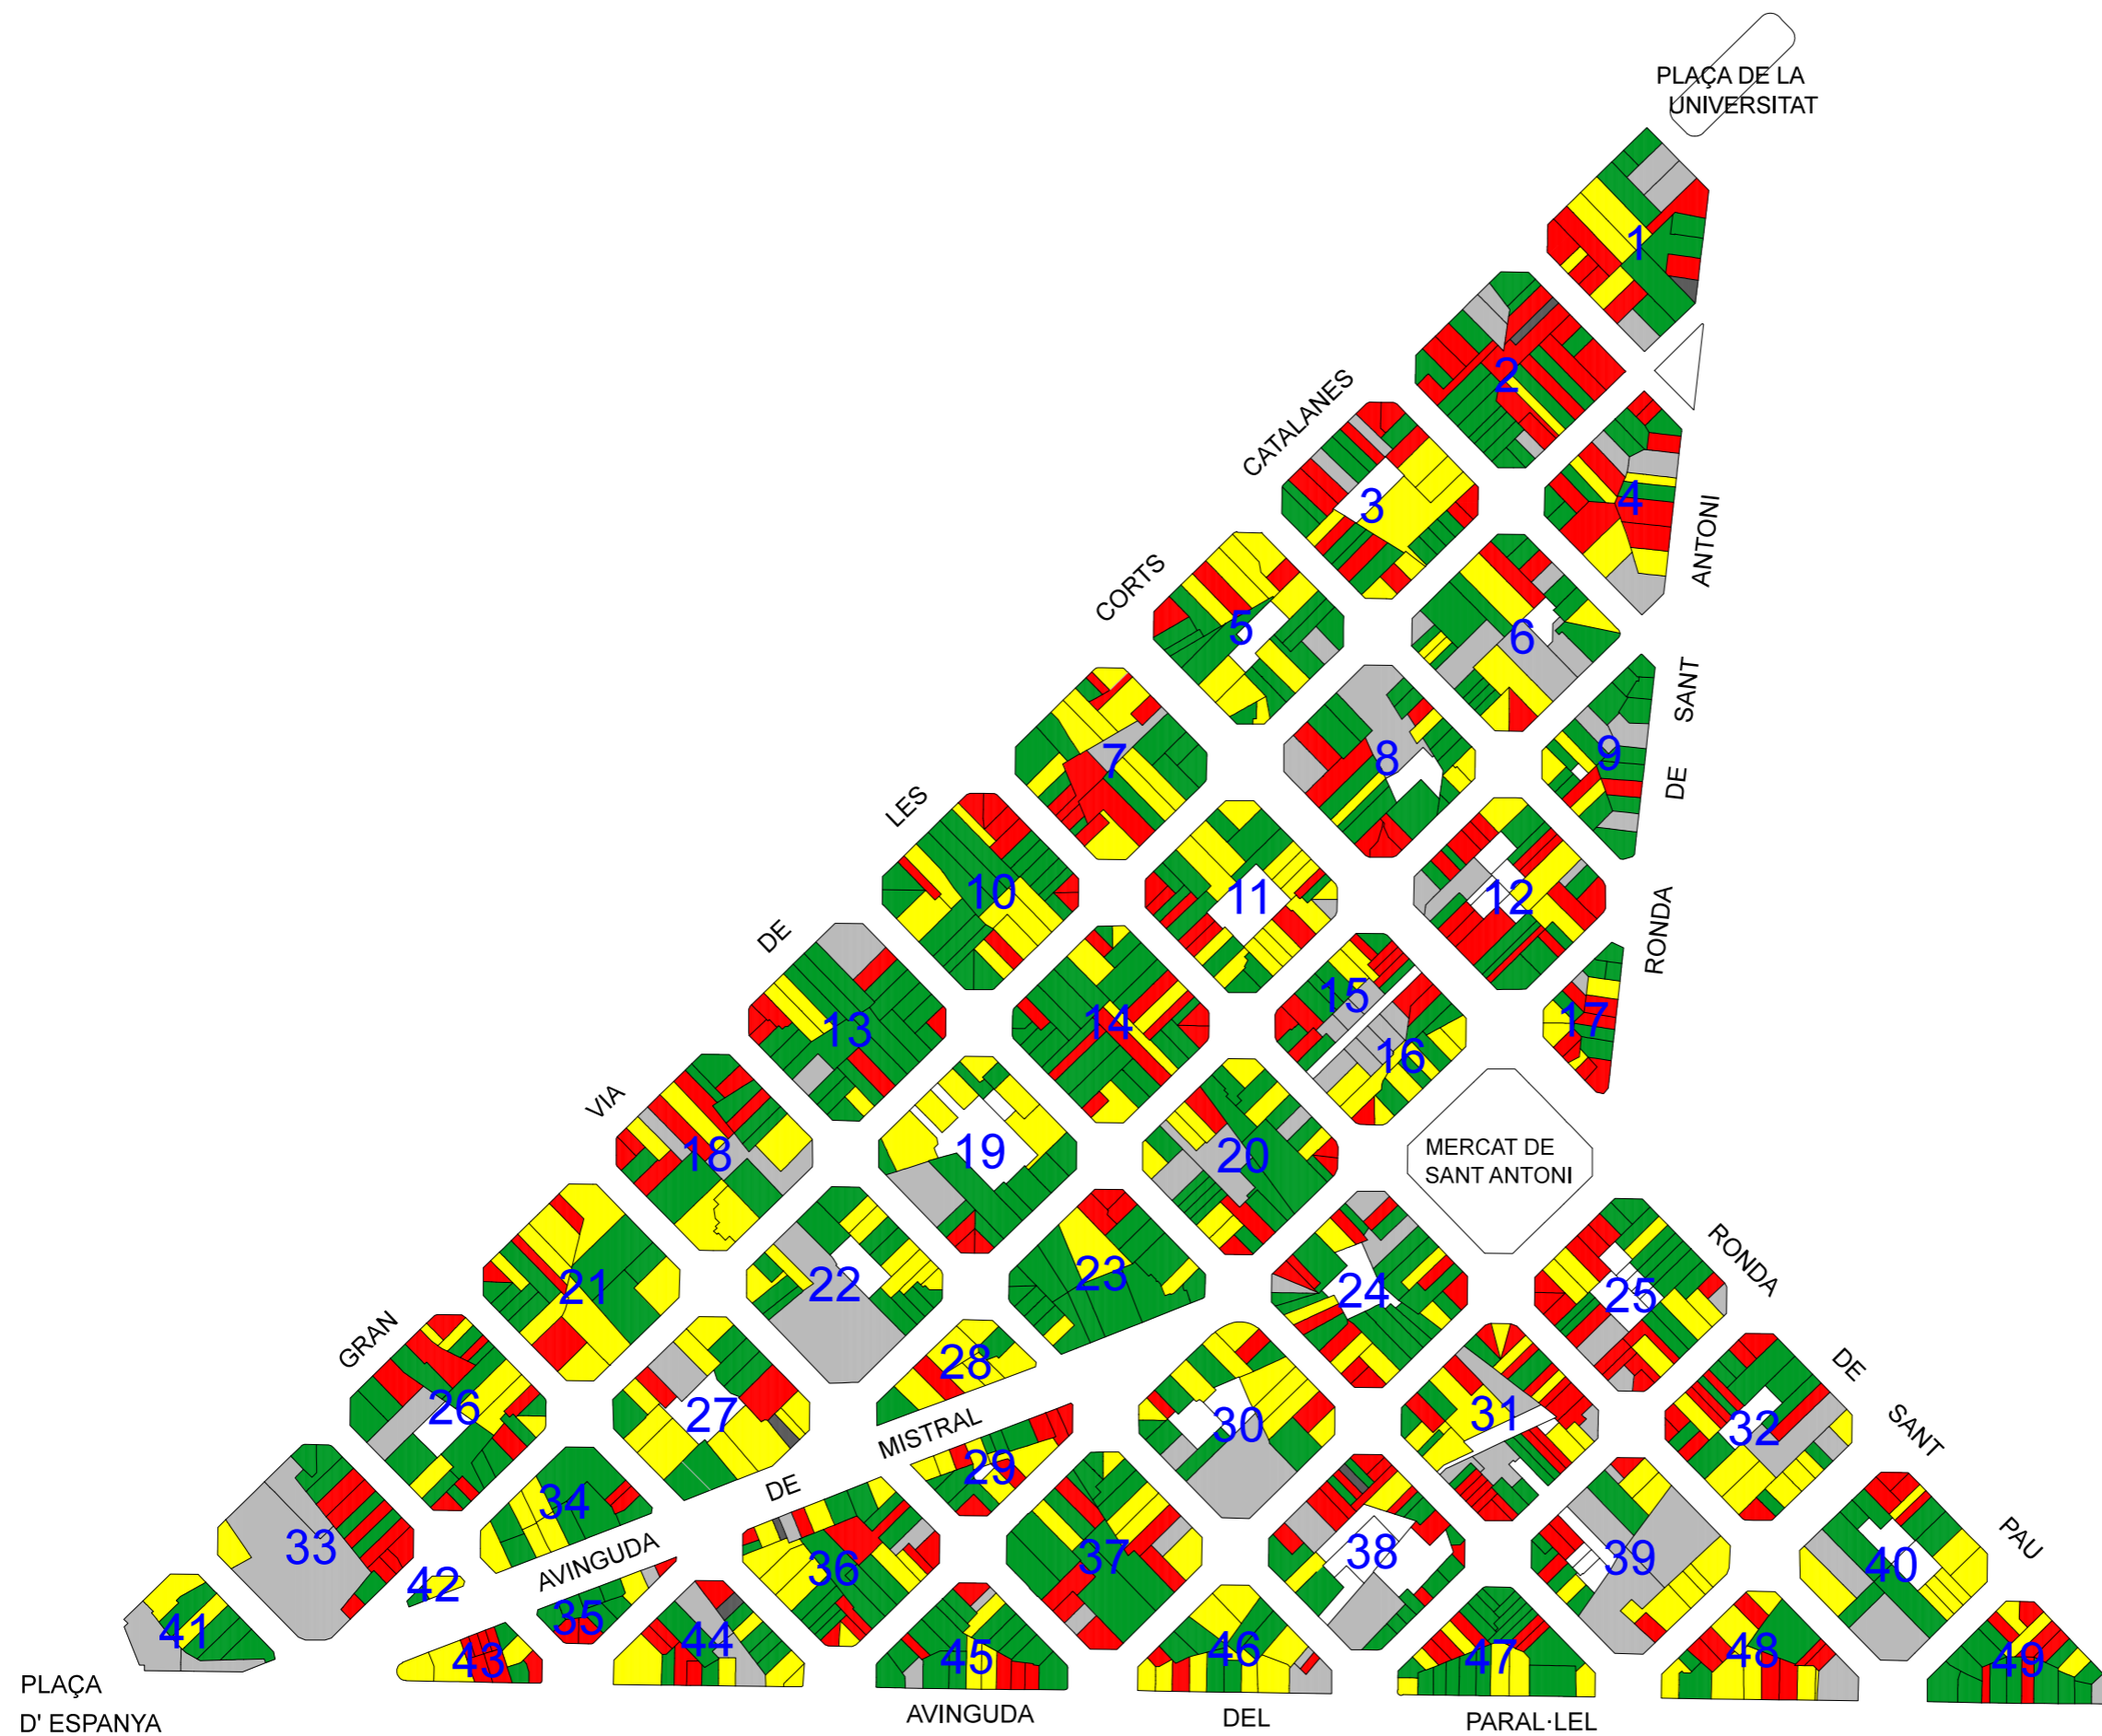 PLAÇA DE LA
UNIVERSITAT
1
2
CATALANES
3
4
ANTONI
CORTS
5
6
SANT
7
8
9
DE
LES
10
11
12
RONDA
DE
13
14
15
16
17
VIA
18
19
20
MERCAT DE
SANT ANTONI
21
22
23
24
25
RONDA
GRAN
26
27
28
MISTRAL
29
30
31
32
DE
SANT
33
34
DE
AVINGUDA
35
36
37
38
39
40
PAU
41
42
43
44
45
46
47
48
49
PLAÇA
D' ESPANYA
AVINGUDA
DEL
PARAL·LEL